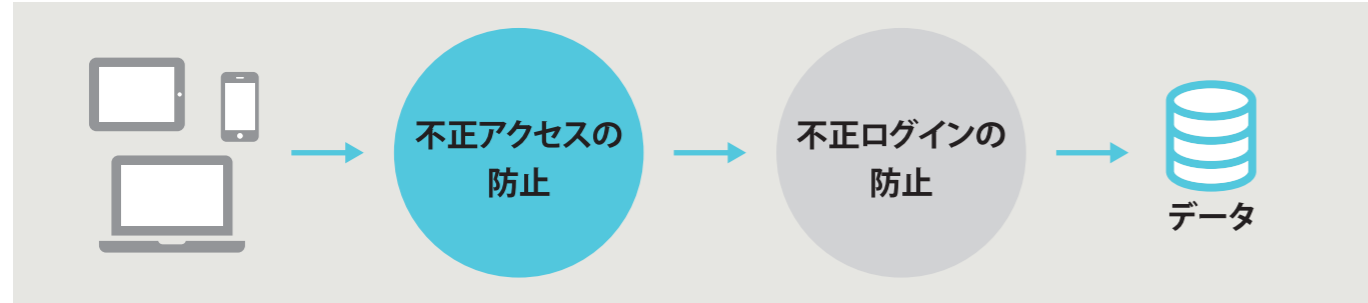 不正アクセスの
防止
不正ログインの
防止
データ